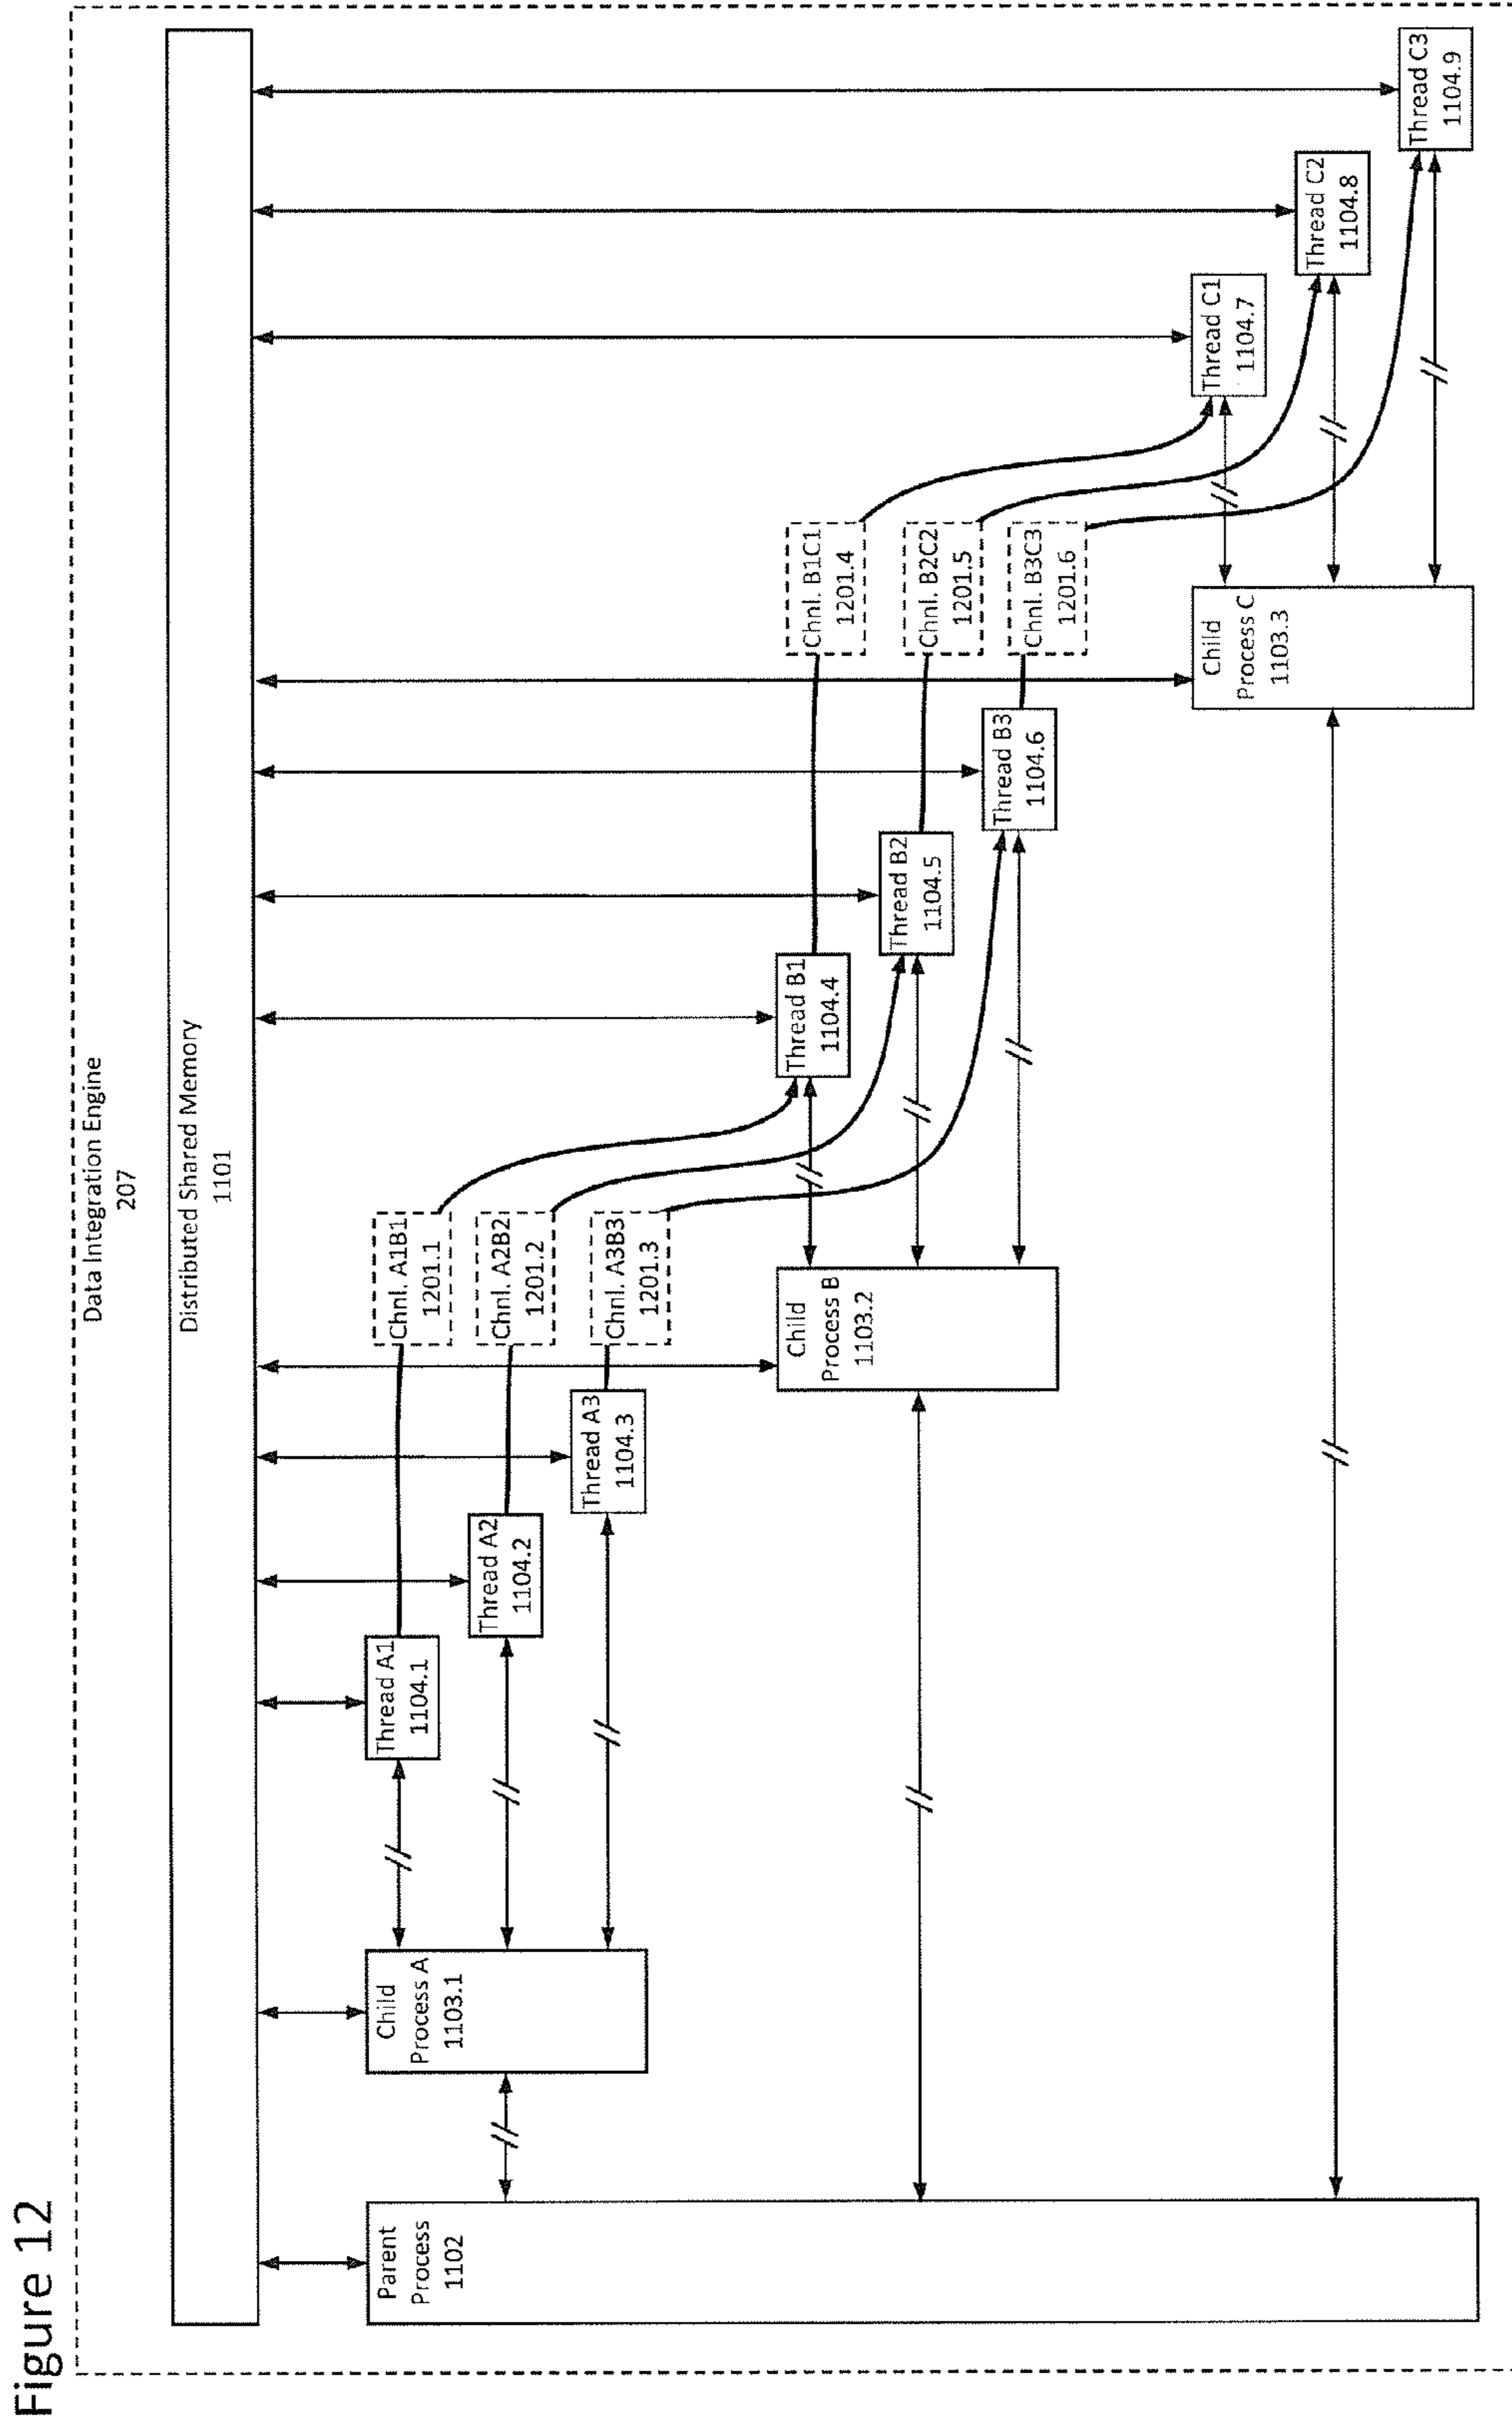 Figure 12
Data Integration Engine
207
Distributed Shared Memory
1101
Parent
Process
1102
Child
Process A
1103.1
Thread A1
1104.1
Thread A2
1104.2
Thread A3
1104.3
Chnl. A1B1
1201.1
Chnl. A2B2
1201.2
Chnl. A3B3
1201.3
Child
Process B
1103.2
Thread B1
1104.4
Thread B2
1104.5
Thread B3
1104.6
Chnl. B1C1
1201.4
Chnl. B2C2
1201.5
Chnl. B3C3
1201.6
Child
Process C
1103.3
Thread C1
1104.7
Thread C2
1104.8
Thread C3
1104.9